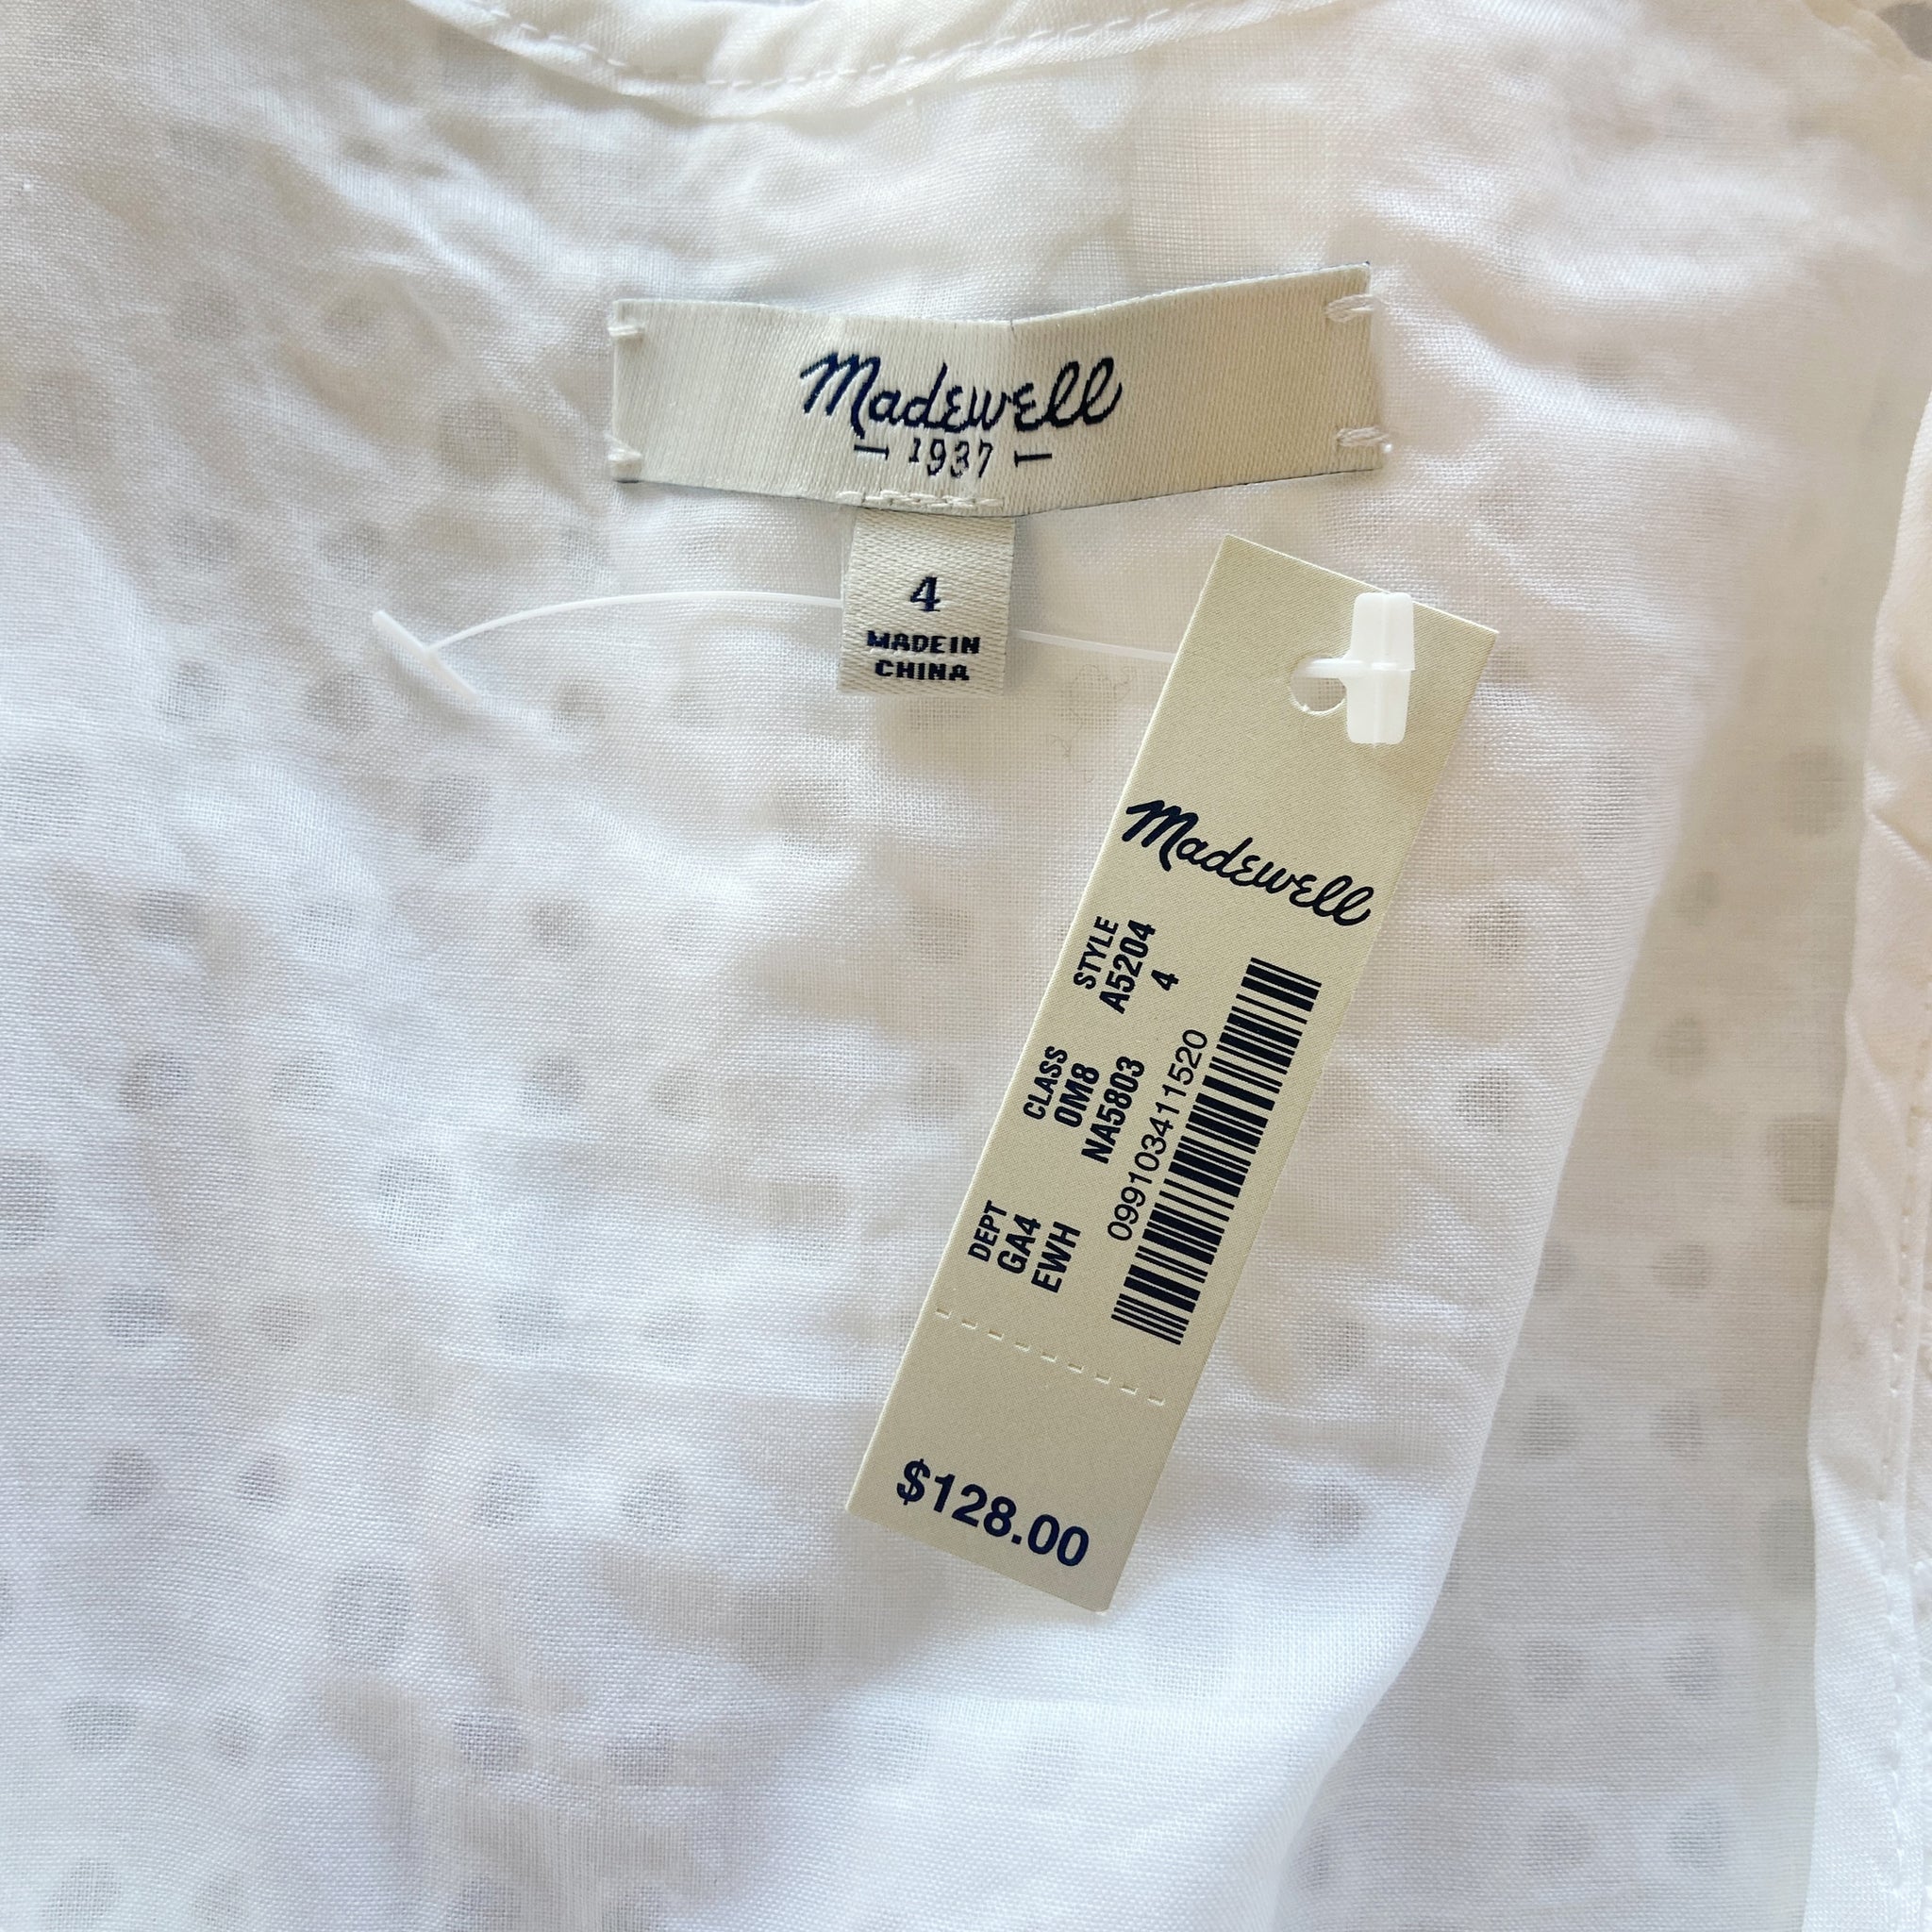 Madewell
1937
4
MADE IN
CHINA
Madewell
STYLE
A5204
4
CLASS
0M8
NA5803
DEPT
GA4
EWH
099103411520
$128.00